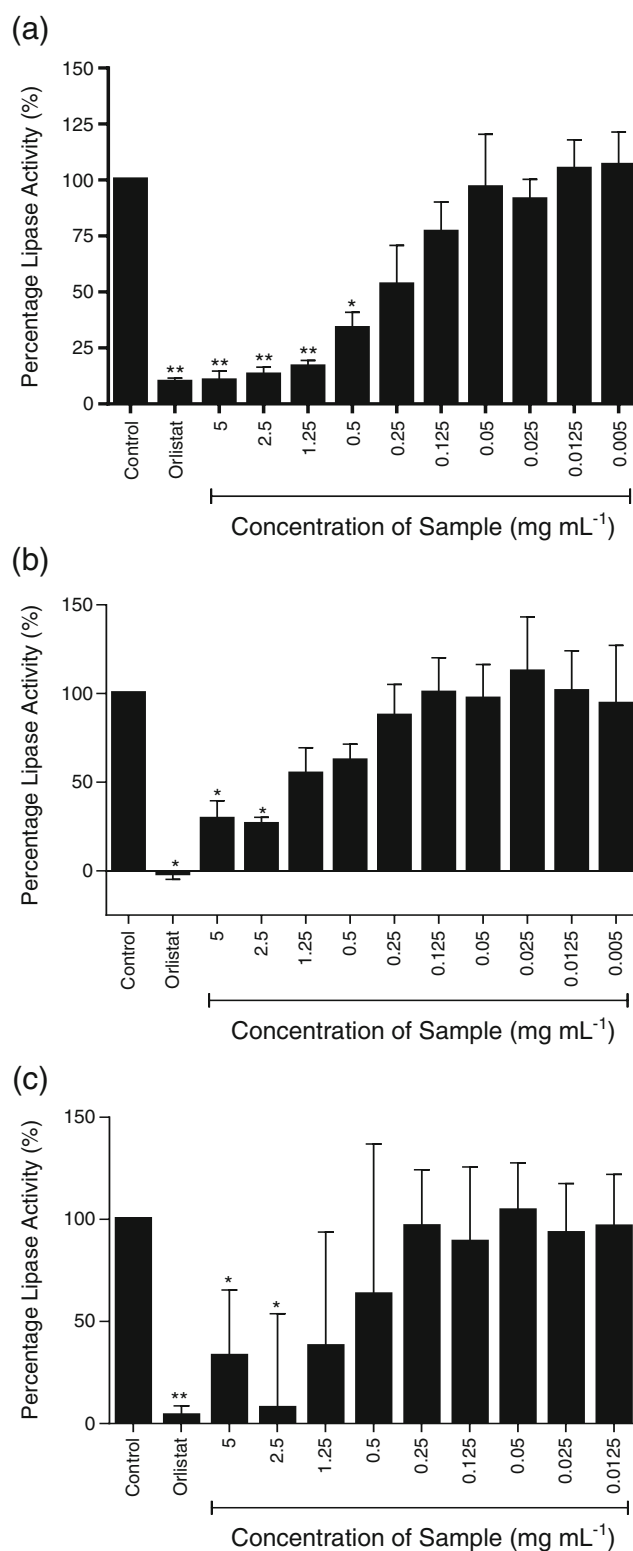 (a)
Percentage Lipase Activity (%)
150
125
100
75
50
25
0
** ** ** ** *
Control Orlistat 5 2.5 1.25 0.5 0.25 0.125 0.05 0.025 0.0125 0.005
Concentration of Sample (mg mL⁻¹)
(b)
Percentage Lipase Activity (%)
150
100
50
0
* * *
Control Orlistat 5 2.5 1.25 0.5 0.25 0.125 0.05 0.025 0.0125 0.005
Concentration of Sample (mg mL⁻¹)
(c)
Percentage Lipase Activity (%)
150
100
50
0
** * *
Control Orlistat 5 2.5 1.25 0.5 0.25 0.125 0.05 0.025 0.0125
Concentration of Sample (mg mL⁻¹)